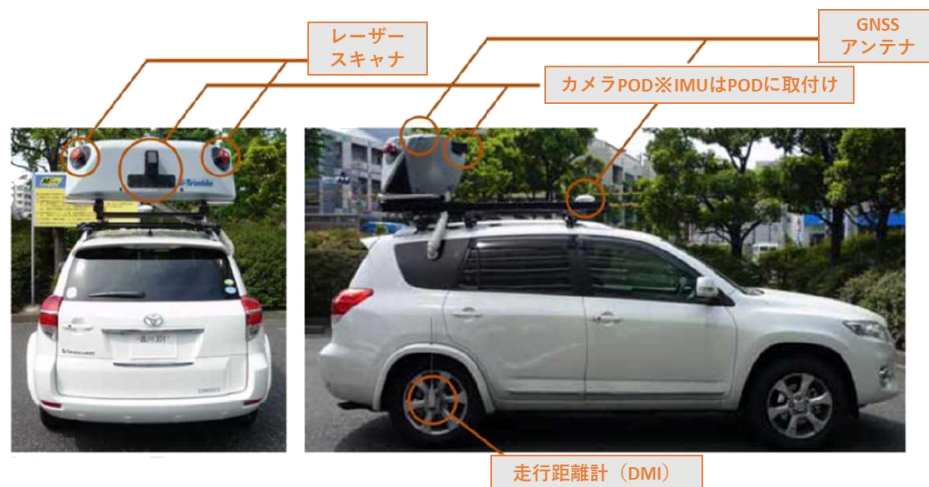 レーザー
スキャナ
GNSS
アンテナ
カメラPOD※IMUはPODに取付け
Trimble
走行距離計（DMI）